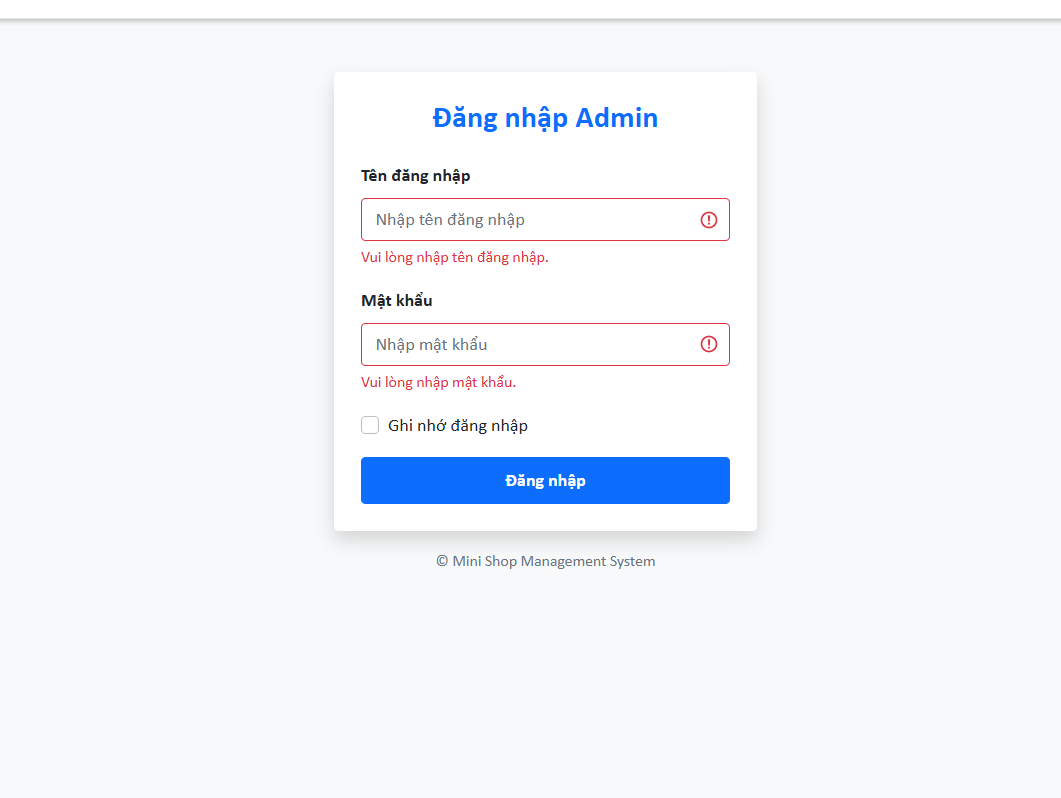 Đăng nhập Admin
Tên đăng nhập
Nhập tên đăng nhập
Vui lòng nhập tên đăng nhập.
Mật khẩu
Nhập mật khẩu
Vui lòng nhập mật khẩu.
Ghi nhớ đăng nhập
Đăng nhập
© Mini Shop Management System